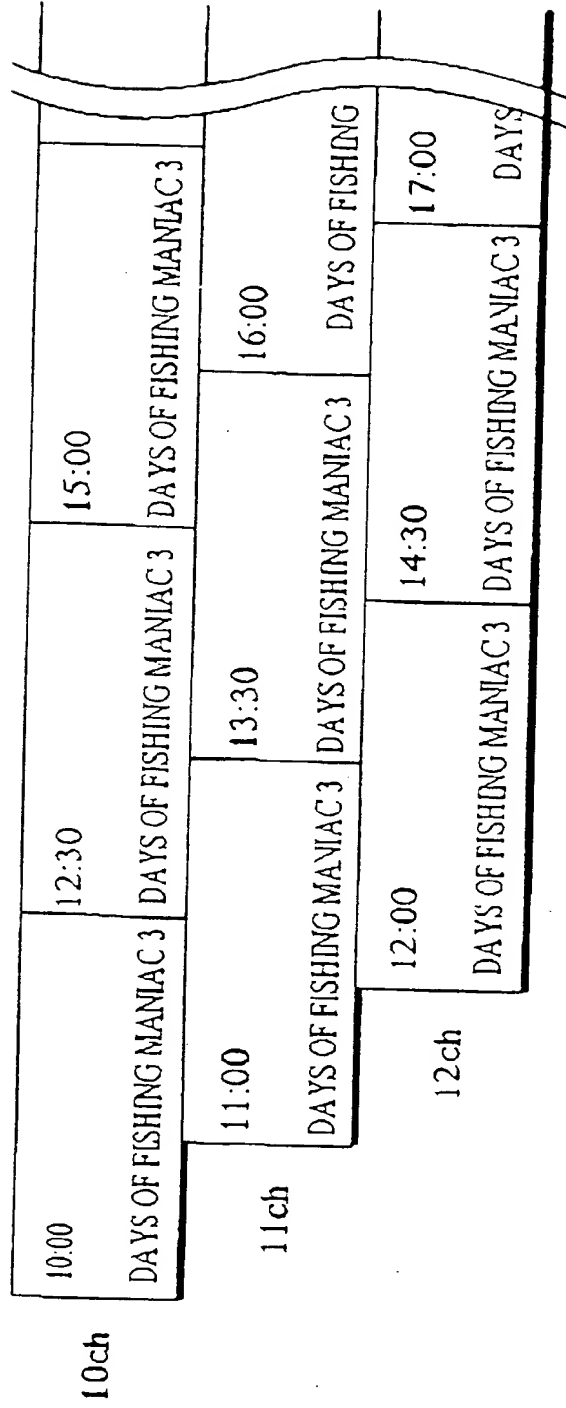 10ch
10:00
DAYS OF FISHING MANIAC 3
12:30
DAYS OF FISHING MANIAC 3
15:00
DAYS OF FISHING MANIAC 3
11ch
11:00
DAYS OF FISHING MANIAC 3
13:30
DAYS OF FISHING MANIAC 3
16:00
DAYS OF FISHING
12ch
12:00
DAYS OF FISHING MANIAC 3
14:30
DAYS OF FISHING MANIAC 3
17:00
DAYS